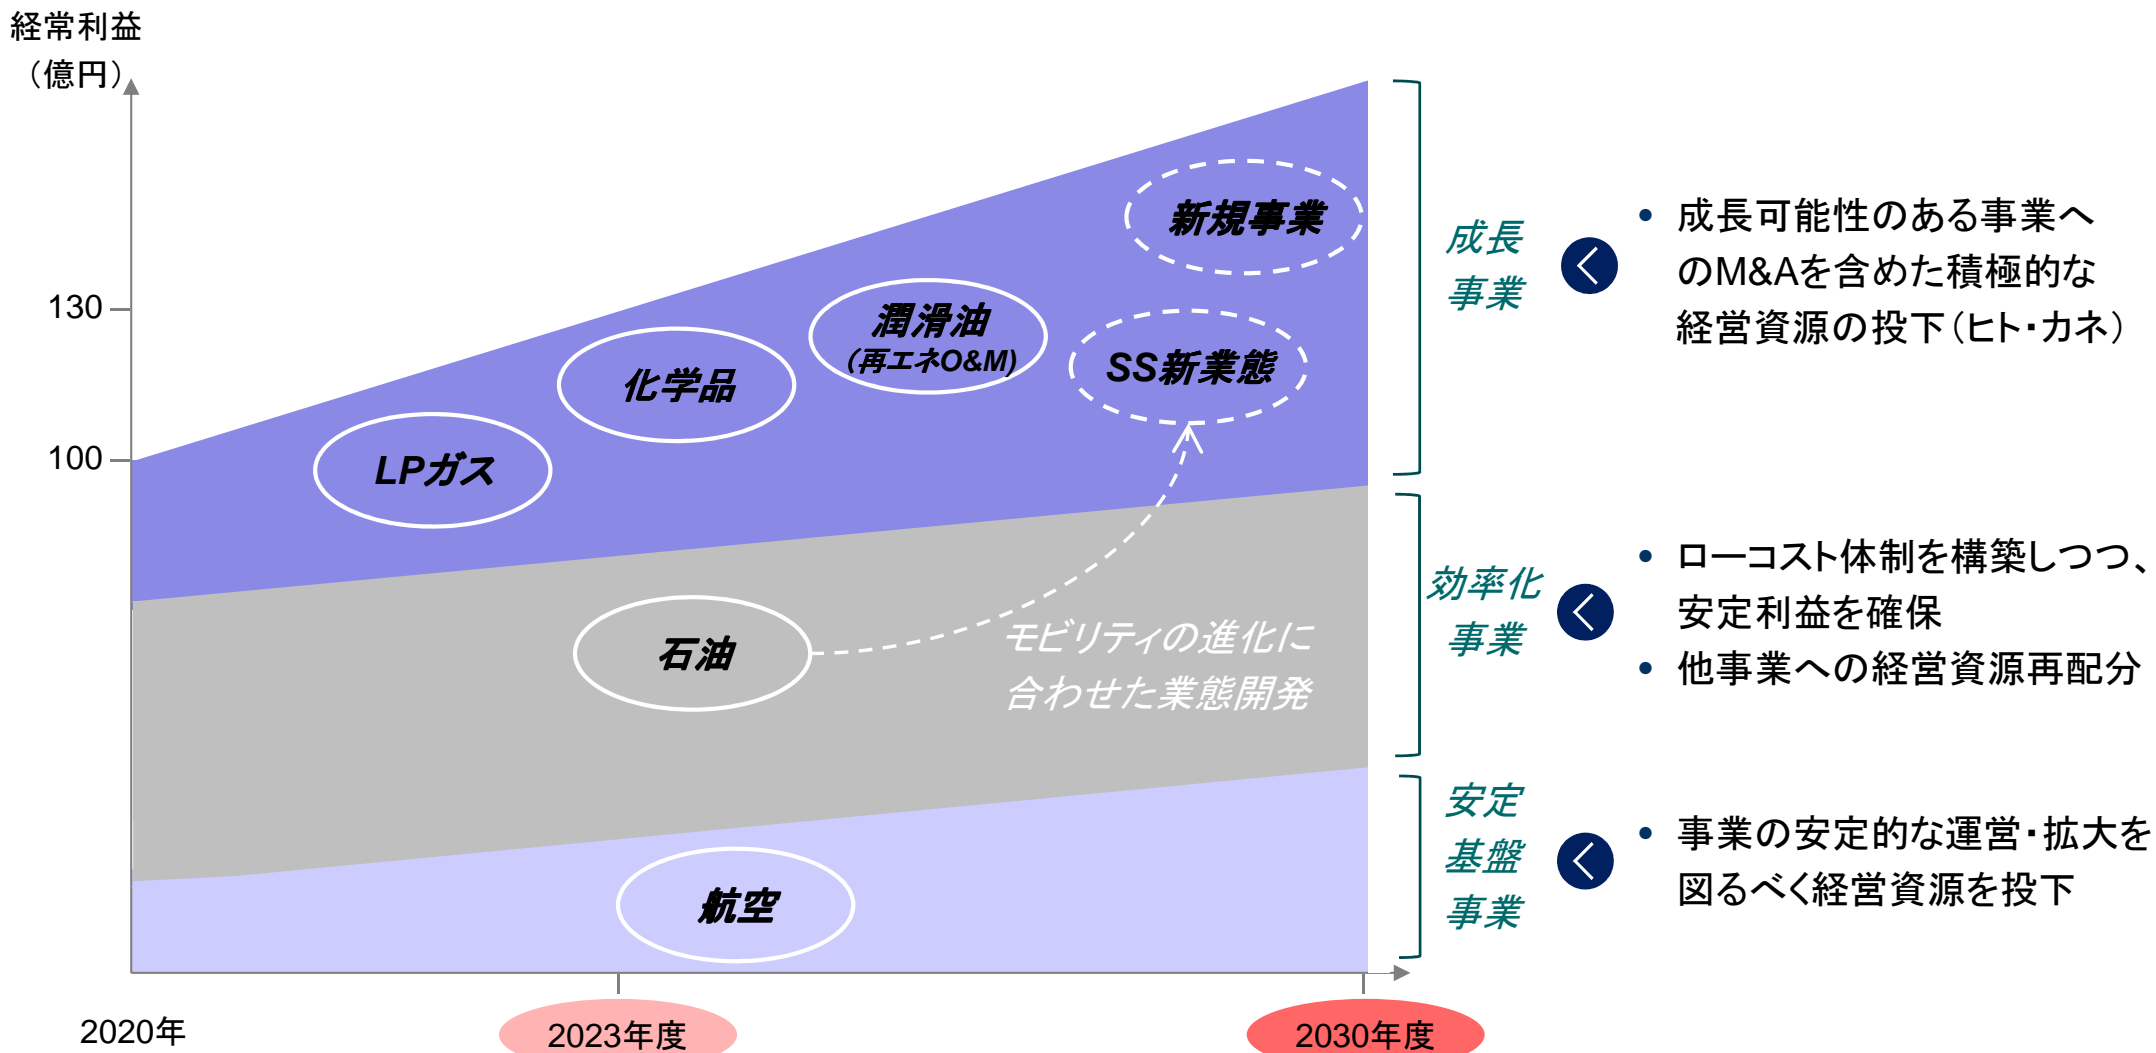 経常利益
（億円）
130
100
新規事業
潤滑油
（再エネO&M)
SS新業態
化学品
LPガス
石油
モビリティの進化に
合わせた業態開発
航空
2020年
2023年度
2030年度
成長
事業
• 成長可能性のある事業へ
のM&Aを含めた積極的な
経営資源の投下（ヒト・カネ）
効率化
事業
• ローコスト体制を構築しつつ、
安定利益を確保
• 他事業への経営資源再配分
安定
基盤
事業
• 事業の安定的な運営・拡大を
図るべく経営資源を投下